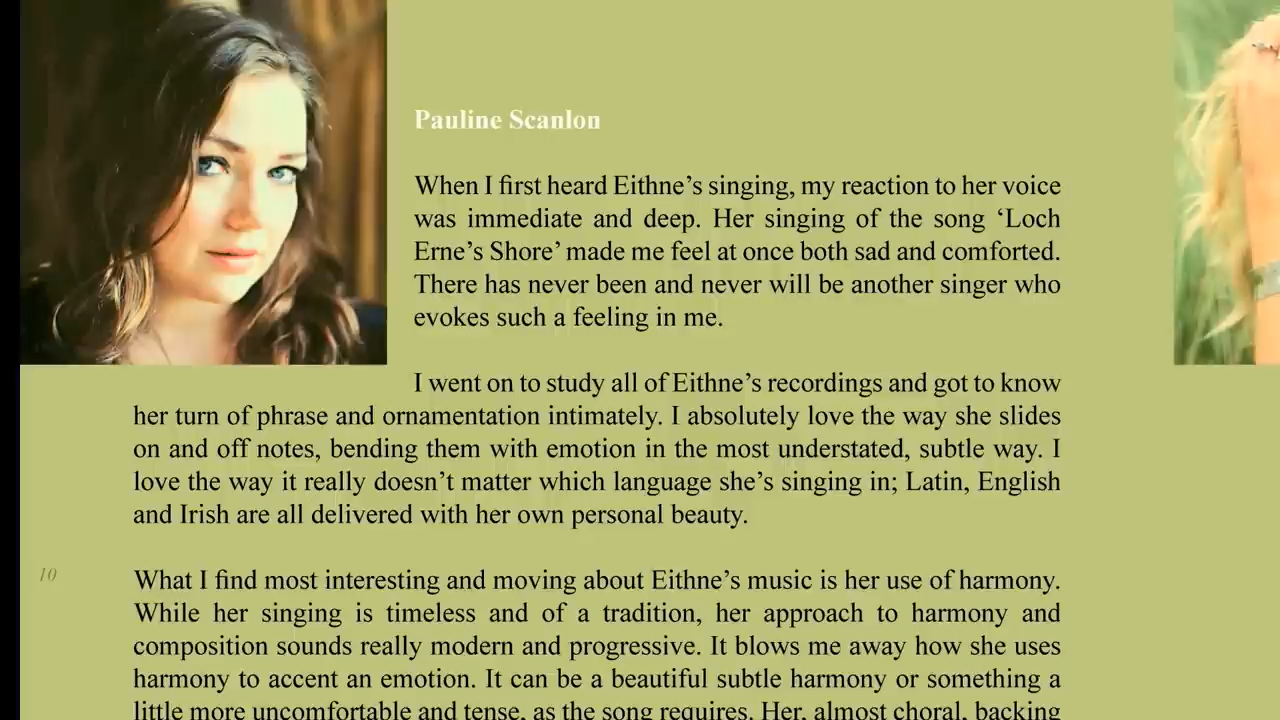 Pauline Scanlon
When I first heard Eithne’s singing, my reaction to her voice
was immediate and deep. Her singing of the song ‘Loch
Erne’s Shore’ made me feel at once both sad and comforted.
There has never been and never will be another singer who
evokes such a feeling in me.
I went on to study all of Eithne’s recordings and got to know
her turn of phrase and ornamentation intimately. I absolutely love the way she slides
on and off notes, bending them with emotion in the most understated, subtle way. I
love the way it really doesn’t matter which language she’s singing in; Latin, English
and Irish are all delivered with her own personal beauty.
10
What I find most interesting and moving about Eithne’s music is her use of harmony.
While her singing is timeless and of a tradition, her approach to harmony and
composition sounds really modern and progressive. It blows me away how she uses
harmony to accent an emotion. It can be a beautiful subtle harmony or something a
little more uncomfortable and tense, as the song requires. Her, almost choral, backing